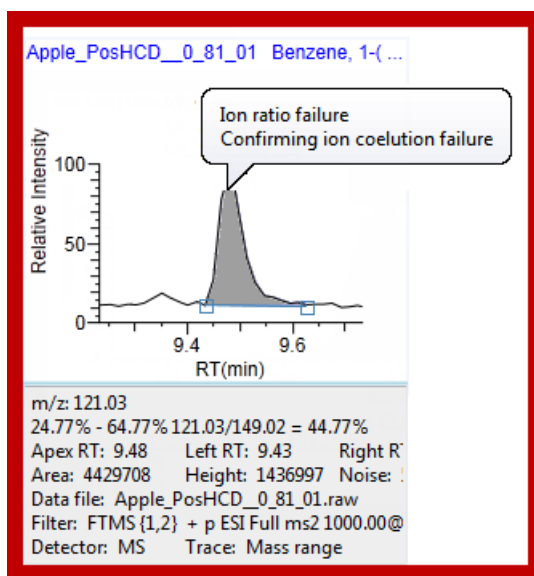 Apple_PosHCD__0_81_01 Benzene, 1-( ...
Ion ratio failure
Confirming ion coelution failure
Relative Intensity
100
50
0
9.4 9.6
RT(min)
m/z: 121.03
24.77% - 64.77% 121.03/149.02 = 44.77%
Apex RT: 9.48 Left RT: 9.43 Right
Area: 4429708 Height: 1436997 Noise:
Data file: Apple_PosHCD__0_81_01.raw
Filter: FTMS {1,2} + p ESI Full ms2 1000.00@
Detector: MS Trace: Mass range